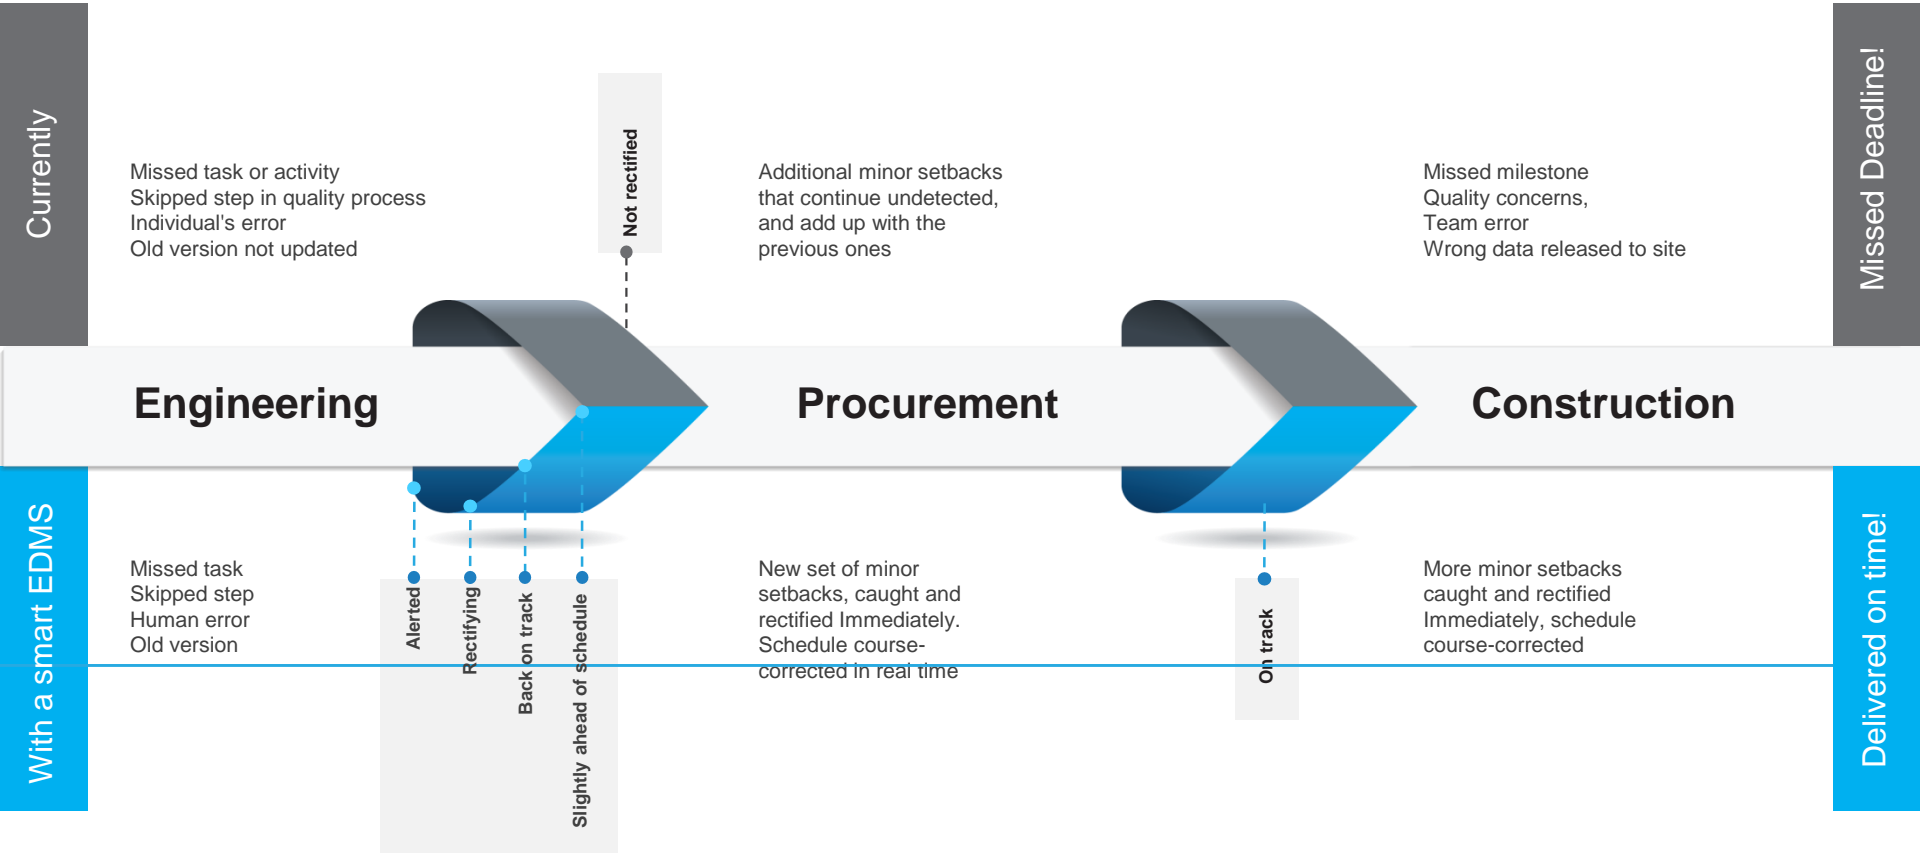 Currently
Missed task or activity
Skipped step in quality process
Individual's error
Old version not updated
Not rectified
Additional minor setbacks
that continue undetected,
and add up with the
previous ones
Missed milestone
Quality concerns,
Team error
Wrong data released to site
Missed Deadline!
Engineering
Procurement
Construction
With a smart EDMS
Missed task
Skipped step
Human error
Old version
Alerted
Rectifying
Back on track
Slightly ahead of schedule
New set of minor
setbacks, caught and
rectified Immediately.
Schedule course-
corrected in real time
On track
More minor setbacks
caught and rectified
Immediately, schedule
course-corrected
Delivered on time!